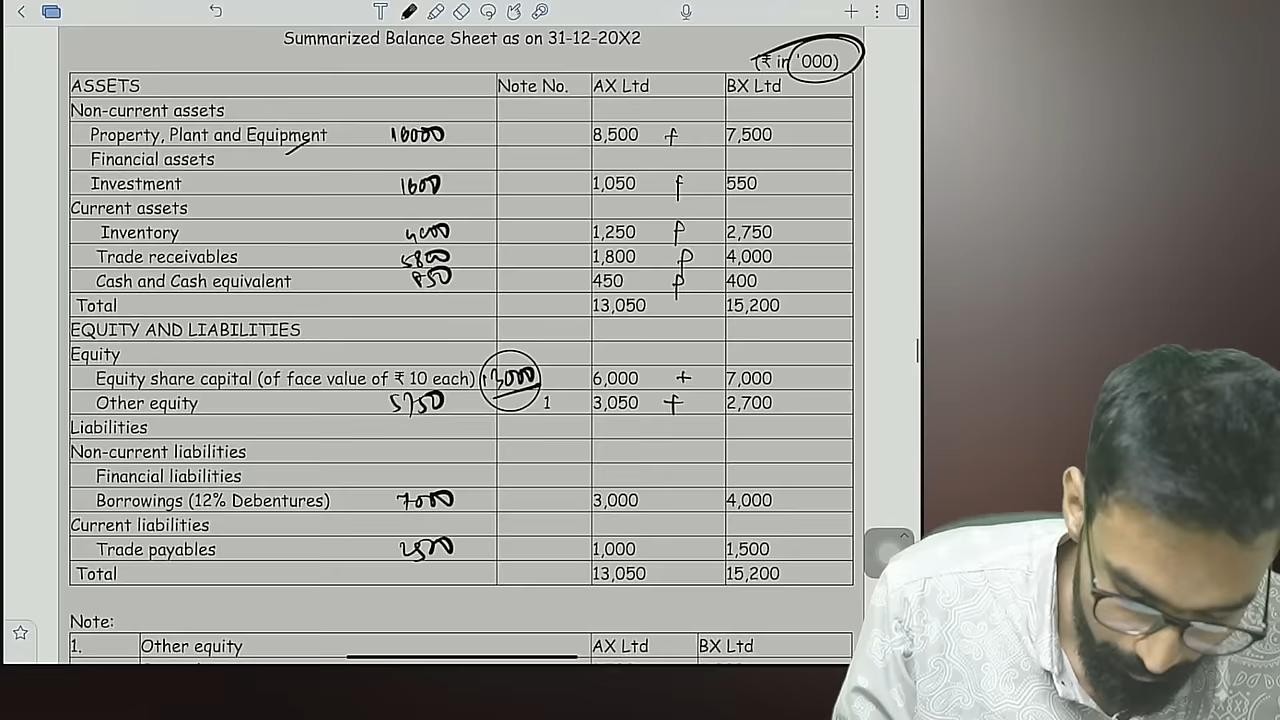 Summarized Balance Sheet as on 31-12-20X2
(₹ in '000)
ASSETS Note No. AX Ltd BX Ltd
Non-current assets
Property, Plant and Equipment 16000 8,500 + 7,500
Financial assets
Investment 1600 1,050 + 550
Current assets
Inventory 4000 1,250 + 2,750
Trade receivables 5800 1,800 + 4,000
Cash and Cash equivalent 850 450 + 400
Total 13,050 15,200
EQUITY AND LIABILITIES
Equity
Equity share capital (of face value of ₹ 10 each) 13000 6,000 + 7,000
Other equity 5750 1 3,050 + 2,700
Liabilities
Non-current liabilities
Financial liabilities
Borrowings (12% Debentures) 7000 3,000 4,000
Current liabilities
Trade payables 2500 1,000 1,500
Total 13,050 15,200
Note:
1. Other equity AX Ltd BX Ltd